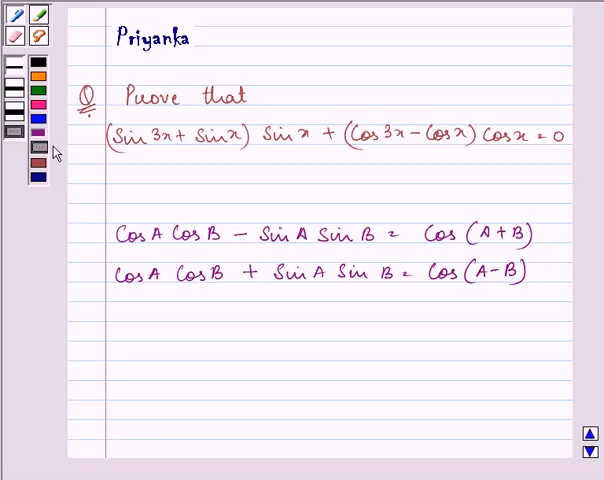 Priyanka
Q Prove that
(Sin 3x + Sin x) Sin x + (Cos 3x - Cos x) Cos x = 0
Cos A Cos B - Sin A Sin B = Cos (A+B)
Cos A Cos B + Sin A Sin B = Cos (A-B)